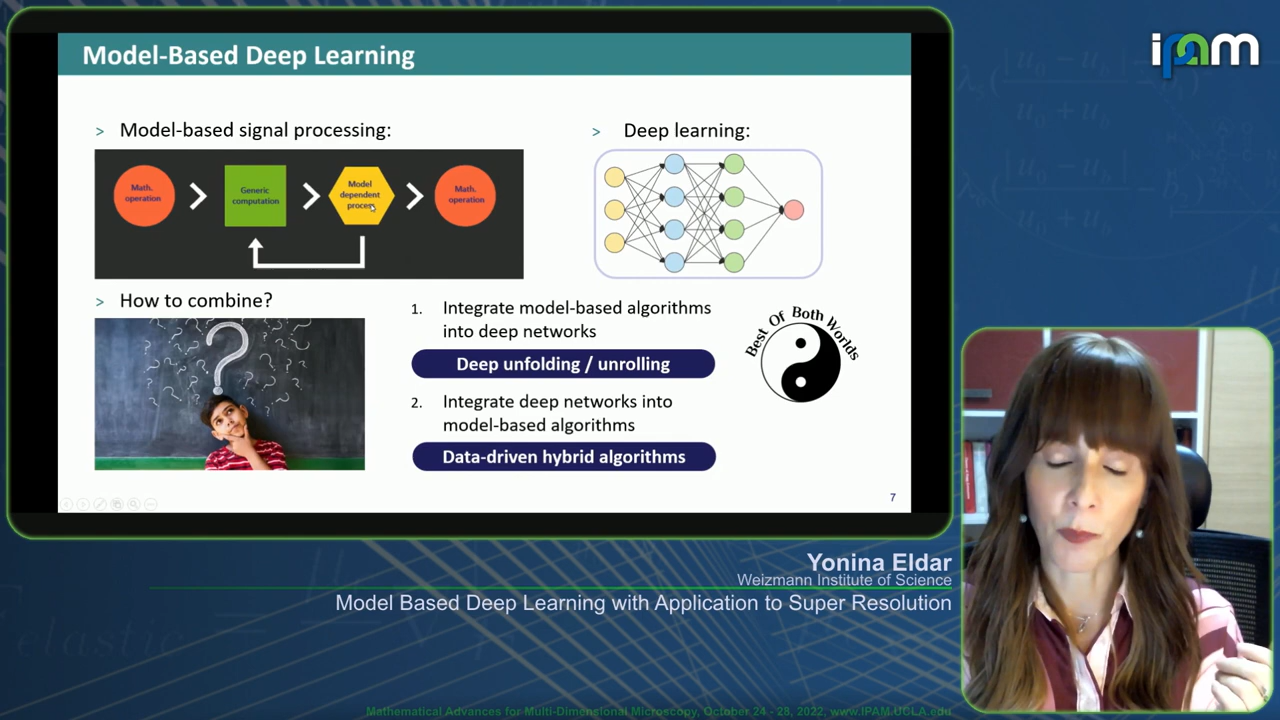 Model-Based Deep Learning
ipam
> Model-based signal processing:
> Deep learning:
Math.
operation
Generic
computation
Model
dependent
process
Math.
operation
> How to combine?
1. Integrate model-based algorithms
into deep networks
Deep unfolding / unrolling
2. Integrate deep networks into
model-based algorithms
Data-driven hybrid algorithms
Best Of Both Worlds
7
Yonina Eldar
Weizmann Institute of Science
Model Based Deep Learning with Application to Super Resolution
Mathematical Advances for Multi-Dimensional Microscopy, October 24 - 28, 2022, www.IPAM.UCLA.edu